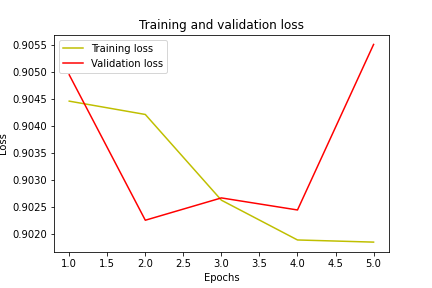 Training and validation loss
Training loss
Validation loss
0.9055
0.9050
0.9045
0.9040
0.9035
0.9030
0.9025
0.9020
Loss
1.0 1.5 2.0 2.5 3.0 3.5 4.0 4.5 5.0
Epochs